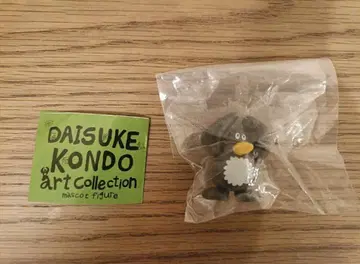 DAISUKE
KONDO
art collection
mascot figure